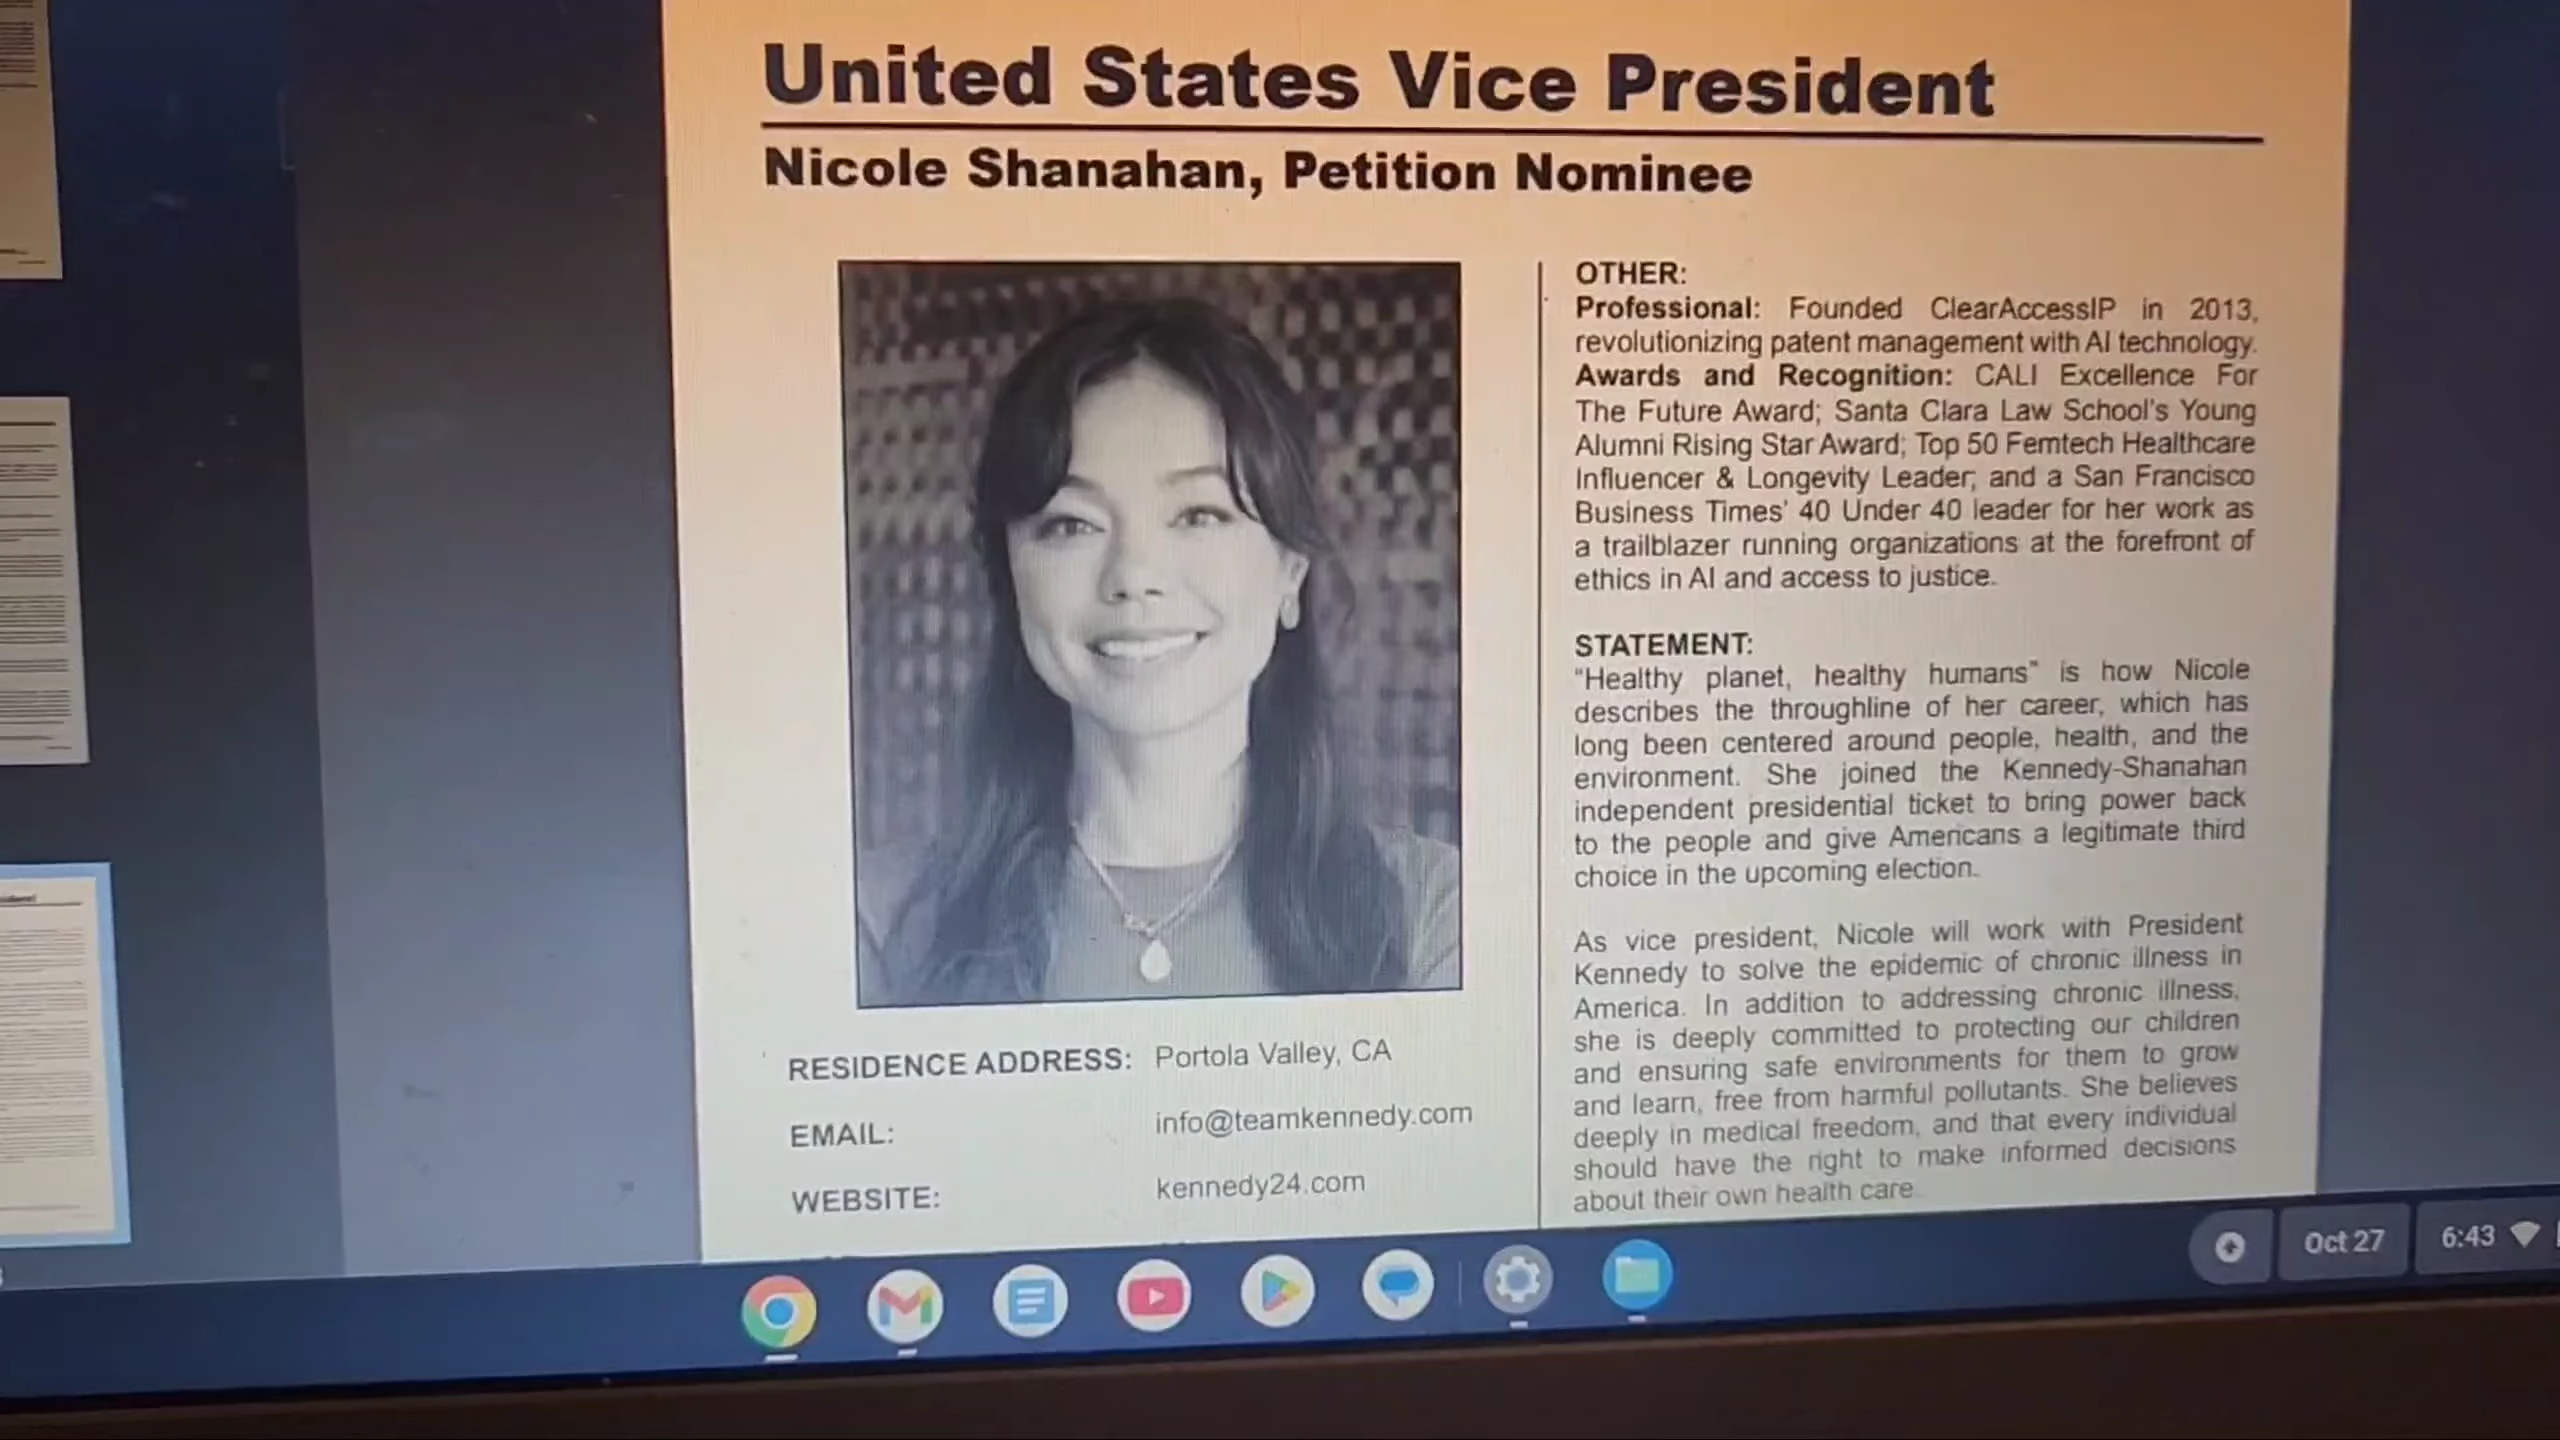 United States Vice President
Nicole Shanahan, Petition Nominee
RESIDENCE ADDRESS: Portola Valley, CA
EMAIL: info@teamkennedy.com
WEBSITE: kennedy24.com
OTHER:
Professional: Founded ClearAccessIP in 2013,
revolutionizing patent management with AI technology.
Awards and Recognition: CALI Excellence For
The Future Award; Santa Clara Law School's Young
Alumni Rising Star Award; Top 50 Femtech Healthcare
Influencer & Longevity Leader; and a San Francisco
Business Times' 40 Under 40 leader for her work as
a trailblazer running organizations at the forefront of
ethics in AI and access to justice.
STATEMENT:
"Healthy planet, healthy humans" is how Nicole
describes the throughline of her career, which has
long been centered around people, health, and the
environment. She joined the Kennedy-Shanahan
independent presidential ticket to bring power back
to the people and give Americans a legitimate third
choice in the upcoming election.
As vice president, Nicole will work with President
Kennedy to solve the epidemic of chronic illness in
America. In addition to addressing chronic illness,
she is deeply committed to protecting our children
and ensuring safe environments for them to grow
and learn, free from harmful pollutants. She believes
deeply in medical freedom, and that every individual
should have the right to make informed decisions
about their own health care.
Oct 27
6:43